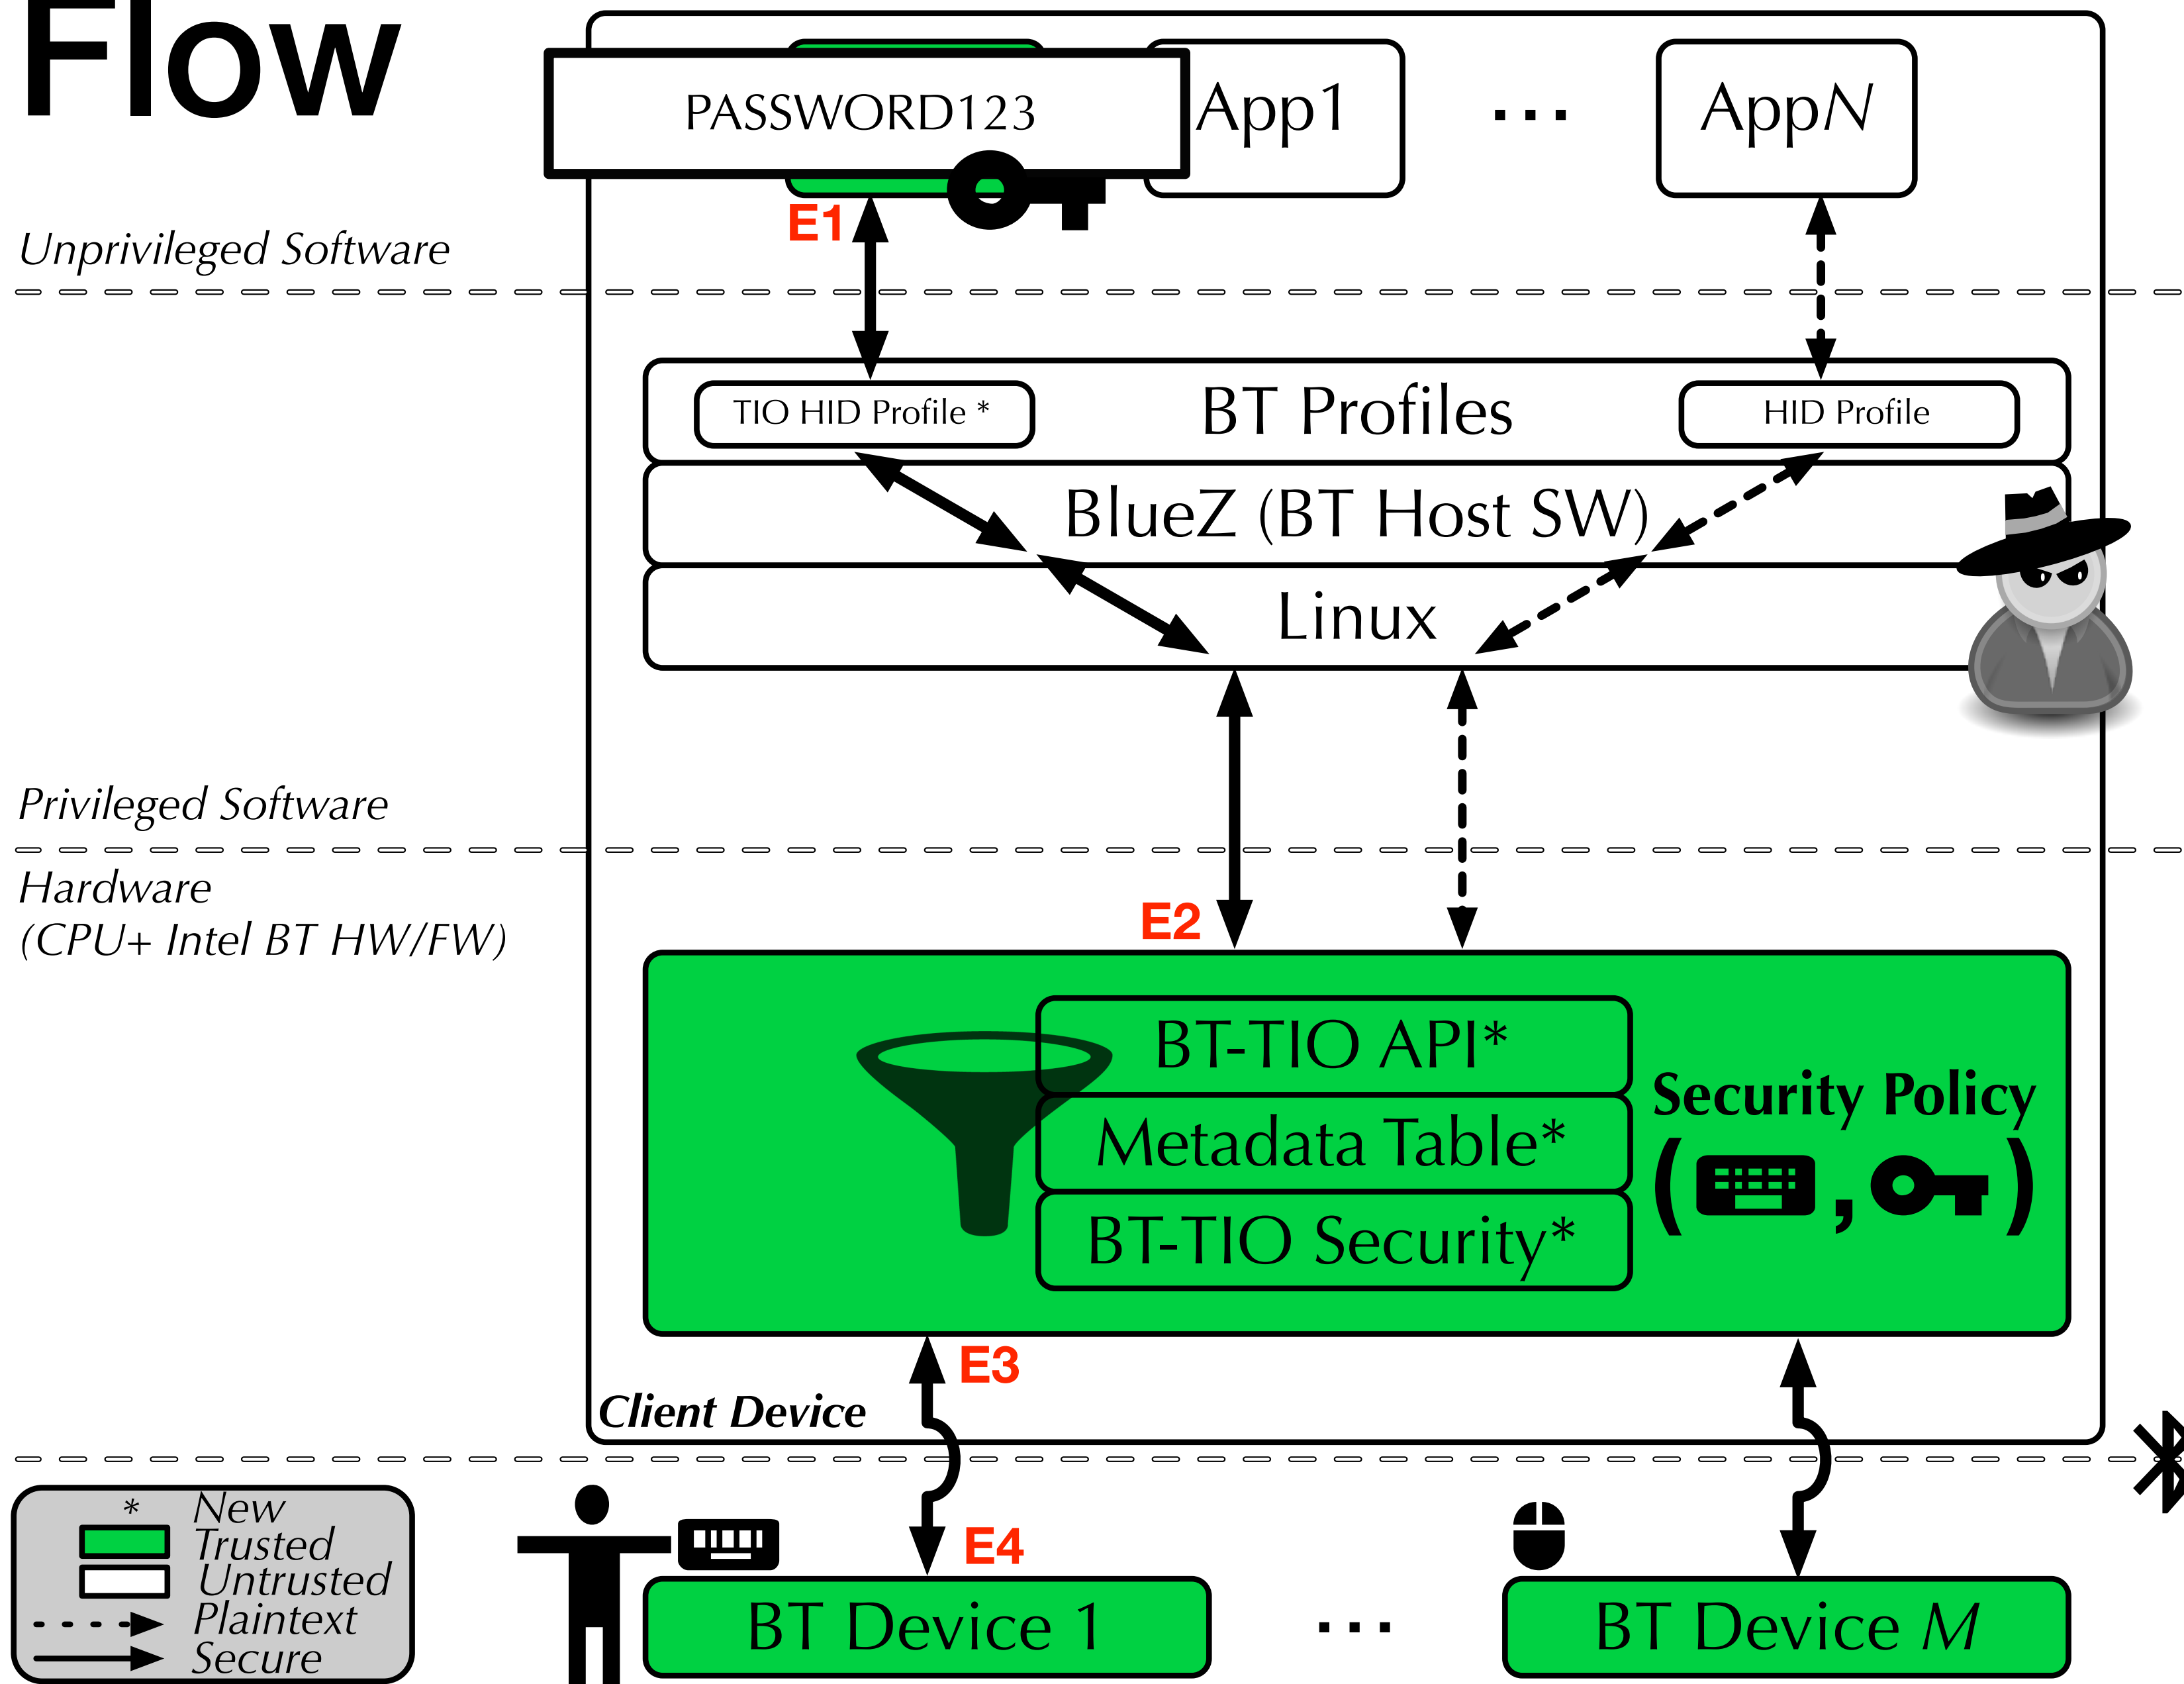 Flow
PASSWORD123
App1
...
AppN
E1
Unprivileged Software
TIO HID Profile *
BT Profiles
HID Profile
BlueZ (BT Host SW)
Linux
Privileged Software
Hardware
(CPU+ Intel BT HW/FW)
E2
BT-TIO API*
Metadata Table*
BT-TIO Security*
Security Policy
( , )
E3
Client Device
* New
Trusted
Untrusted
Plaintext
Secure
E4
BT Device 1
...
BT Device M